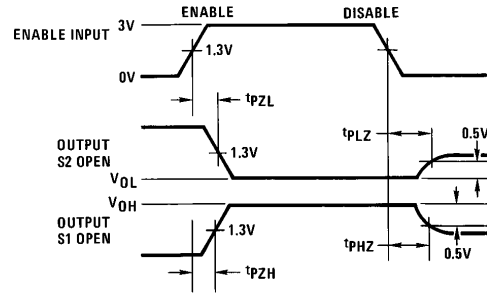 ENABLE
DISABLE
ENABLE INPUT
3V
1.3V
0V
tPZL
tPLZ
0.5V
OUTPUT
S2 OPEN
1.3V
VOL
VOH
OUTPUT
S1 OPEN
1.3V
tPHZ
0.5V
tPZH